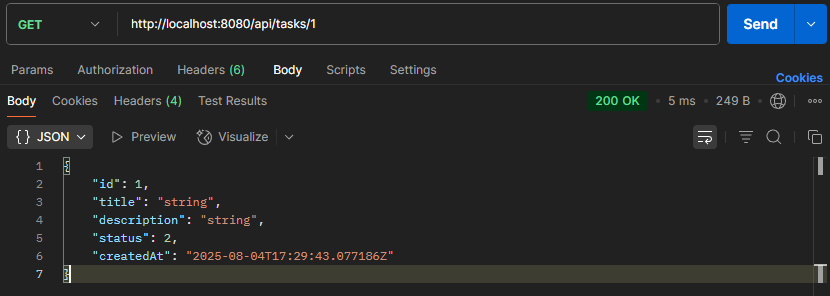 GET http://localhost:8080/api/tasks/1 Send
Params Authorization Headers (6) Body Scripts Settings Cookies
Body Cookies Headers (4) Test Results 200 OK • 5 ms • 249 B
{} JSON Preview Visualize
1 {
2 "id": 1,
3 "title": "string",
4 "description": "string",
5 "status": 2,
6 "createdAt": "2025-08-04T17:29:43.077186Z"
7 }